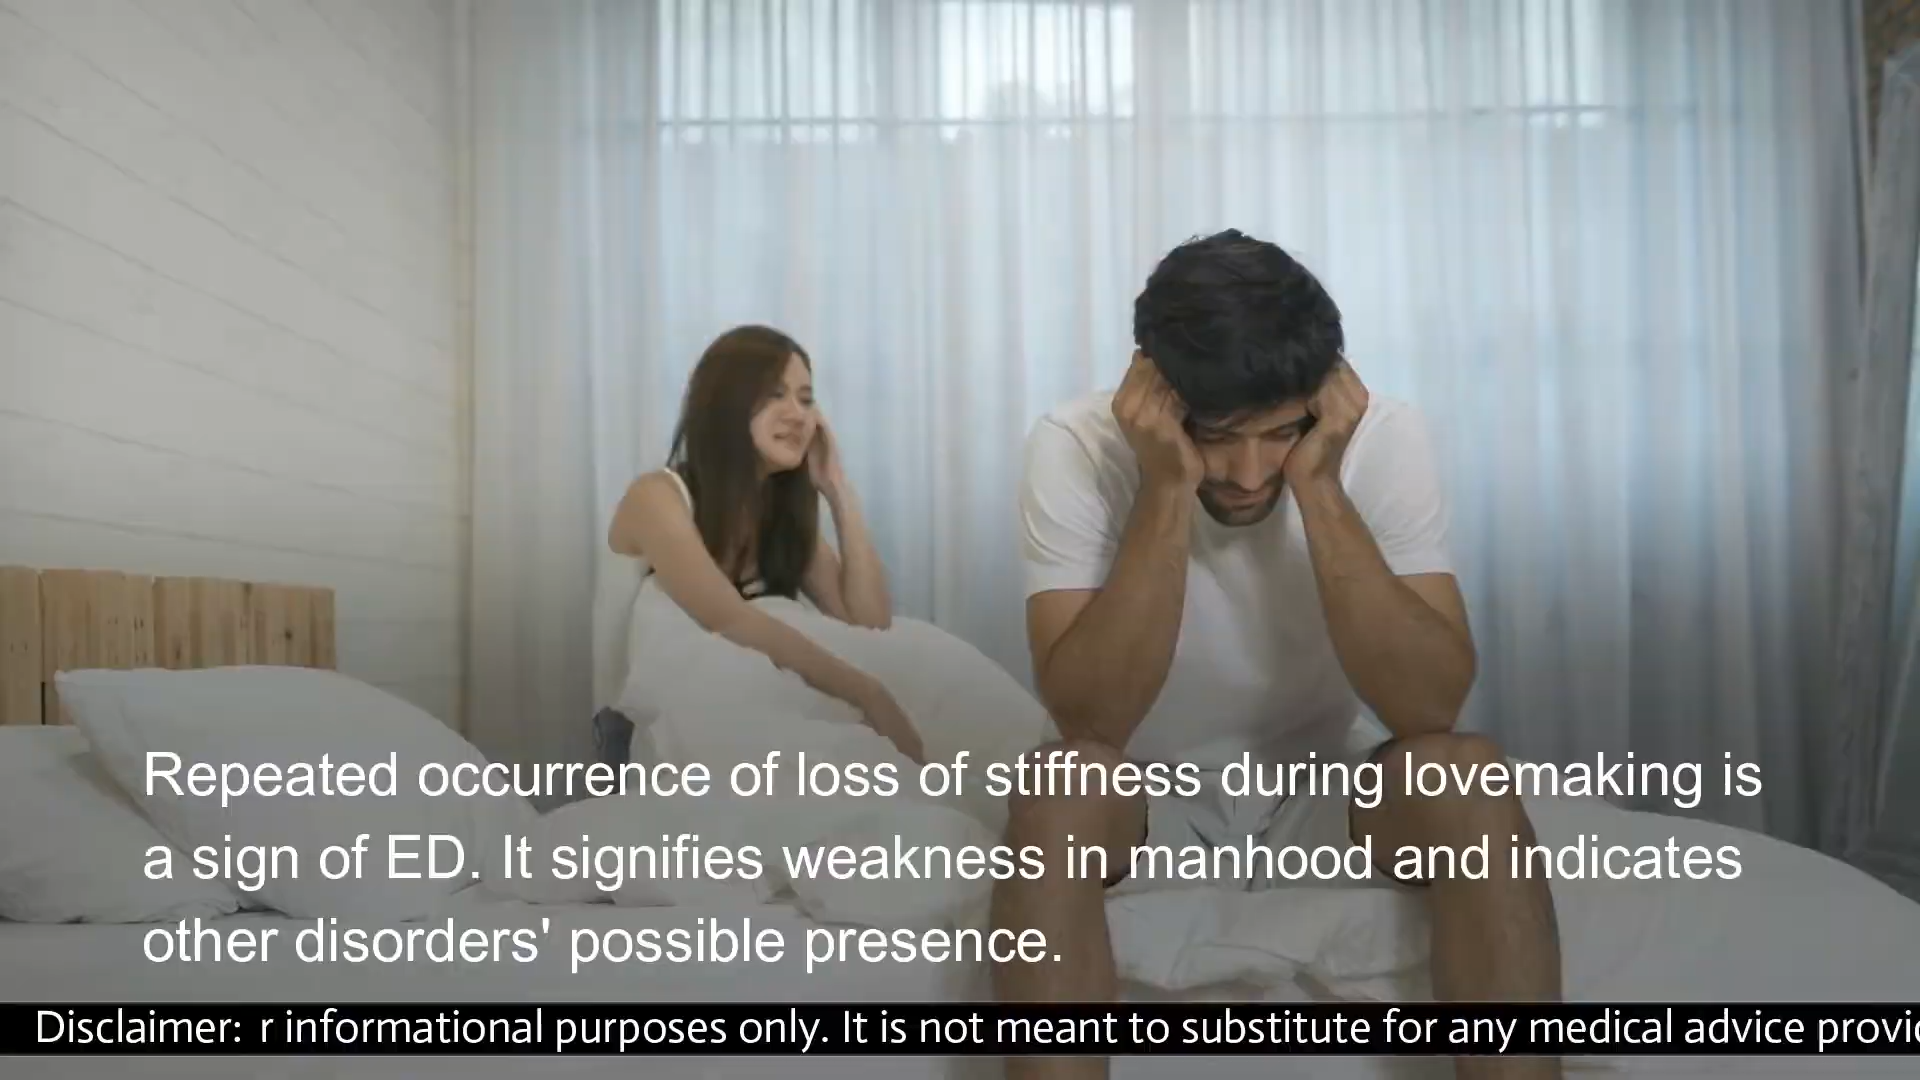 Repeated occurrence of loss of stiffness during lovemaking is
a sign of ED. It signifies weakness in manhood and indicates
other disorders' possible presence.
Disclaimer: r informational purposes only. It is not meant to substitute for any medical advice provi